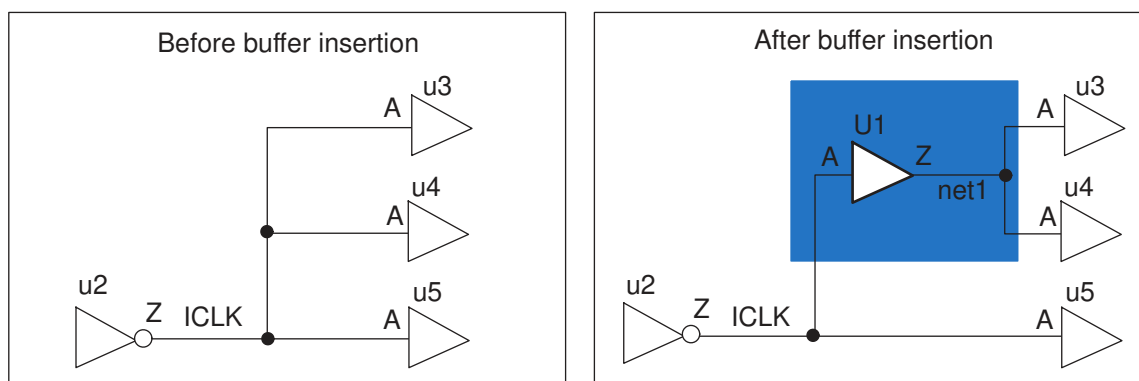 Before buffer insertion
u3
A
u4
A
u2
Z
ICLK
u5
A
After buffer insertion
u3
A
U1
A
Z
net1
u4
A
u2
Z
ICLK
u5
A